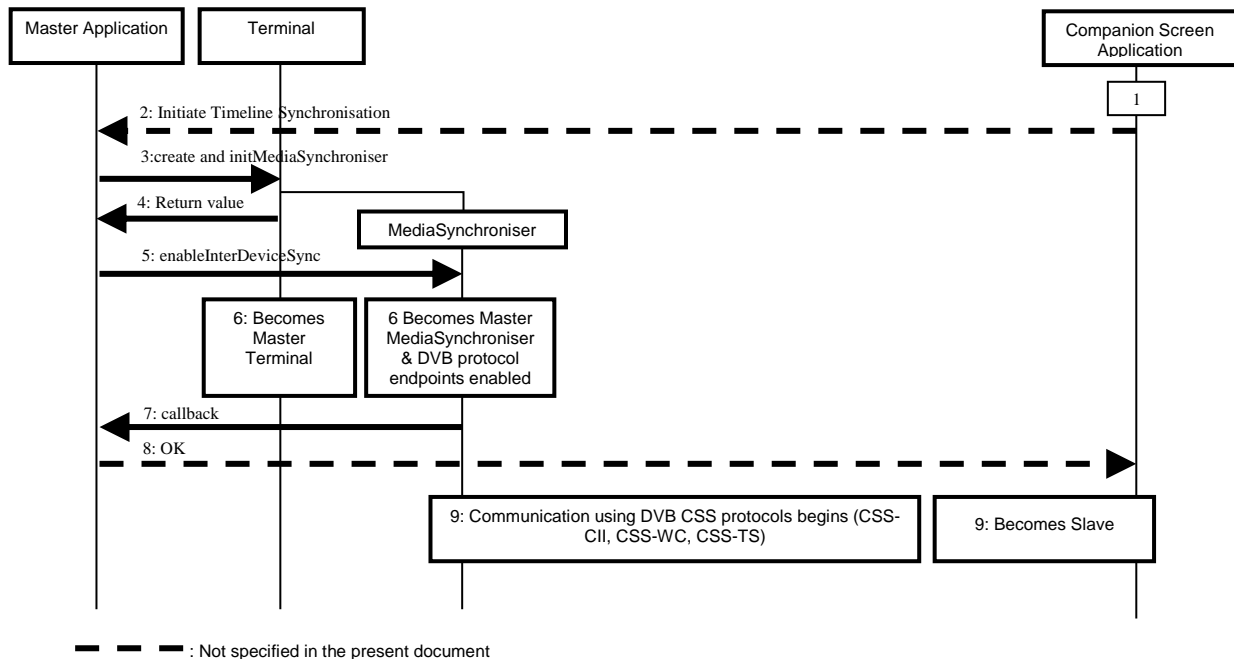 Master Application
Terminal
Companion Screen
Application
1
2: Initiate Timeline Synchronisation
3:create and initMediaSynchroniser
4: Return value
MediaSynchroniser
5: enableInterDeviceSync
6: Becomes
Master
Terminal
6 Becomes Master
MediaSynchroniser
& DVB protocol
endpoints enabled
7: callback
8: OK
9: Communication using DVB CSS protocols begins (CSS-
CII, CSS-WC, CSS-TS)
9: Becomes Slave
: Not specified in the present document